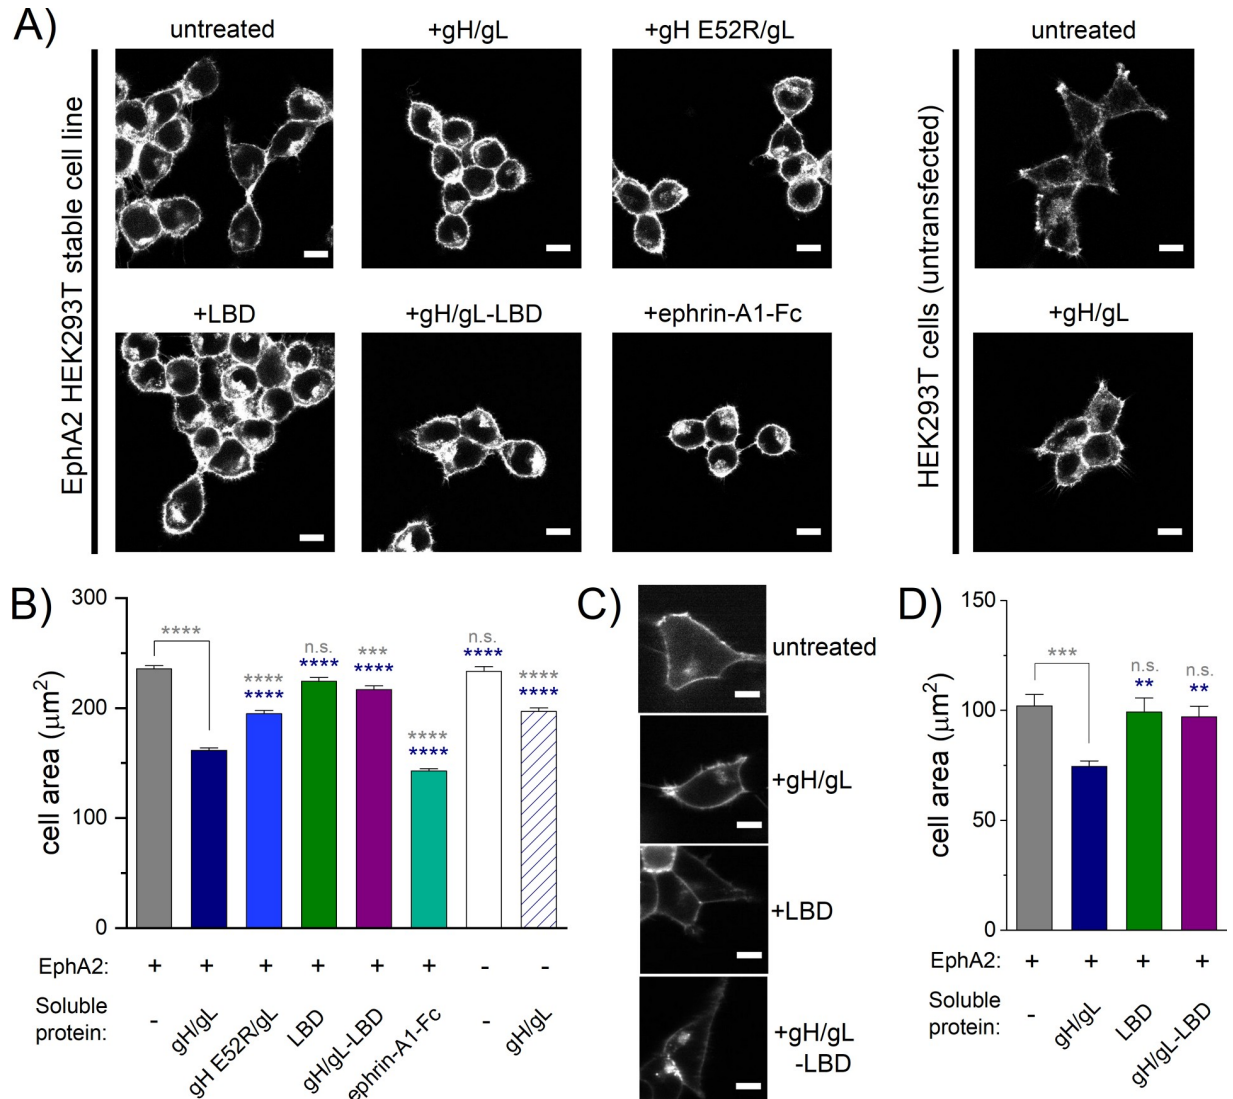 A)
untreated
+gH/gL
+gH E52R/gL
untreated
EphA2 HEK293T stable cell line
HEK293T cells (untransfected)
+LBD
+gH/gL-LBD
+ephrin-A1-Fc
+gH/gL
B)
300
200
100
0
cell area (μm²)
****
****
****
n.s.
****
***
****
****
****
n.s.
****
****
****
EphA2:
+
+
+
+
+
+
-
-
Soluble
protein:
-
gH/gL
gH E52R/gL
LBD
gH/gL-LBD
ephrin-A1-Fc
-
gH/gL
C)
untreated
+gH/gL
+LBD
+gH/gL
-LBD
D)
150
100
50
0
cell area (μm²)
***
n.s.
**
n.s.
**
EphA2:
+
+
+
+
Soluble
protein:
-
gH/gL
LBD
gH/gL-LBD